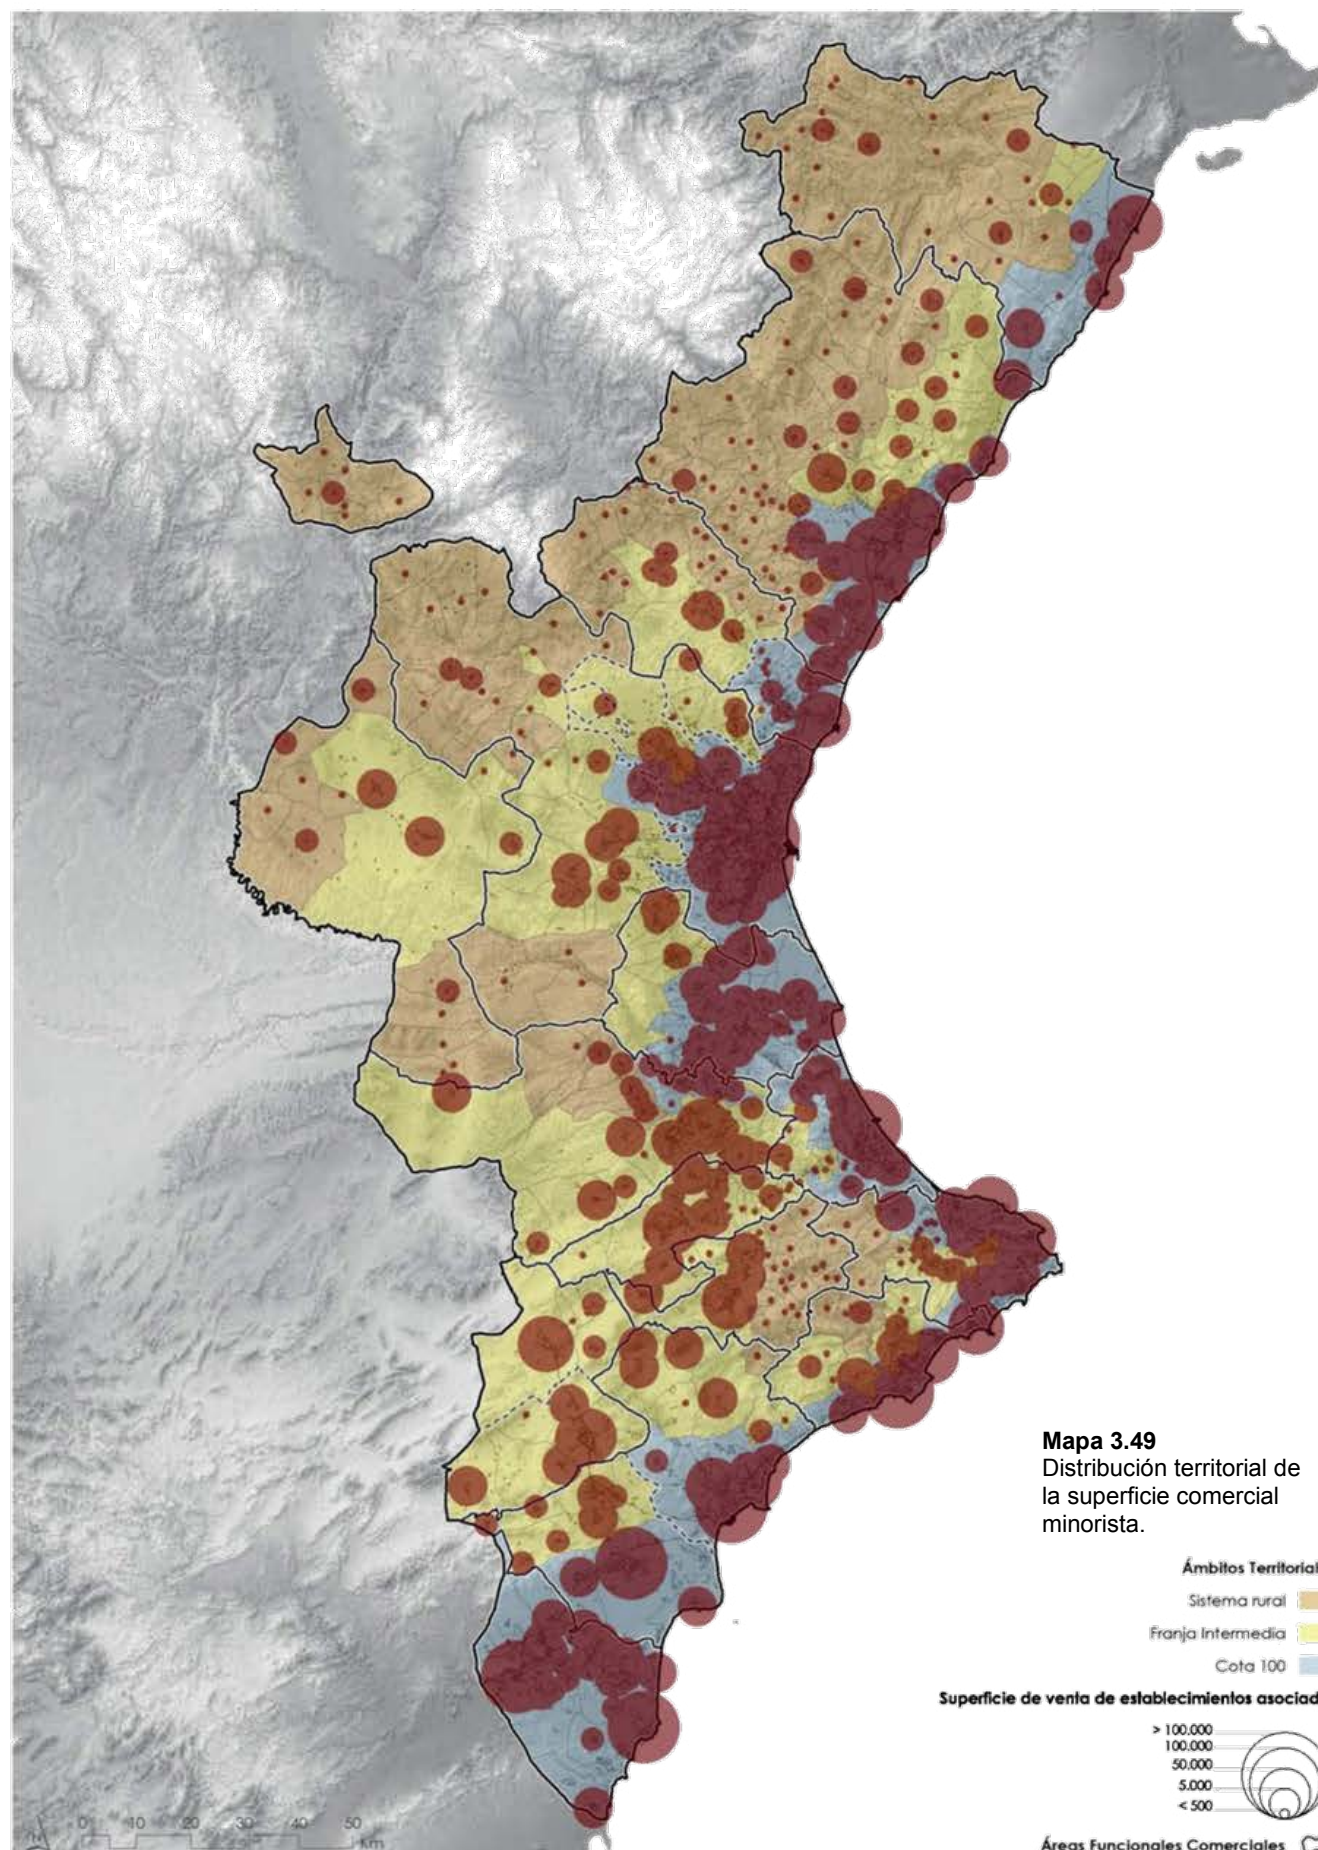 Mapa 3.49
Distribución territorial de
la superficie comercial
minorista.
Ámbitos Territorial
Sistema rural
Franja Intermedia
Cota 100
Superficie de venta de establecimientos asociad
> 100.000
100.000
50.000
5.000
< 500
Áreas Funcionales Comerciales
0 10 20 30 40 50
Km